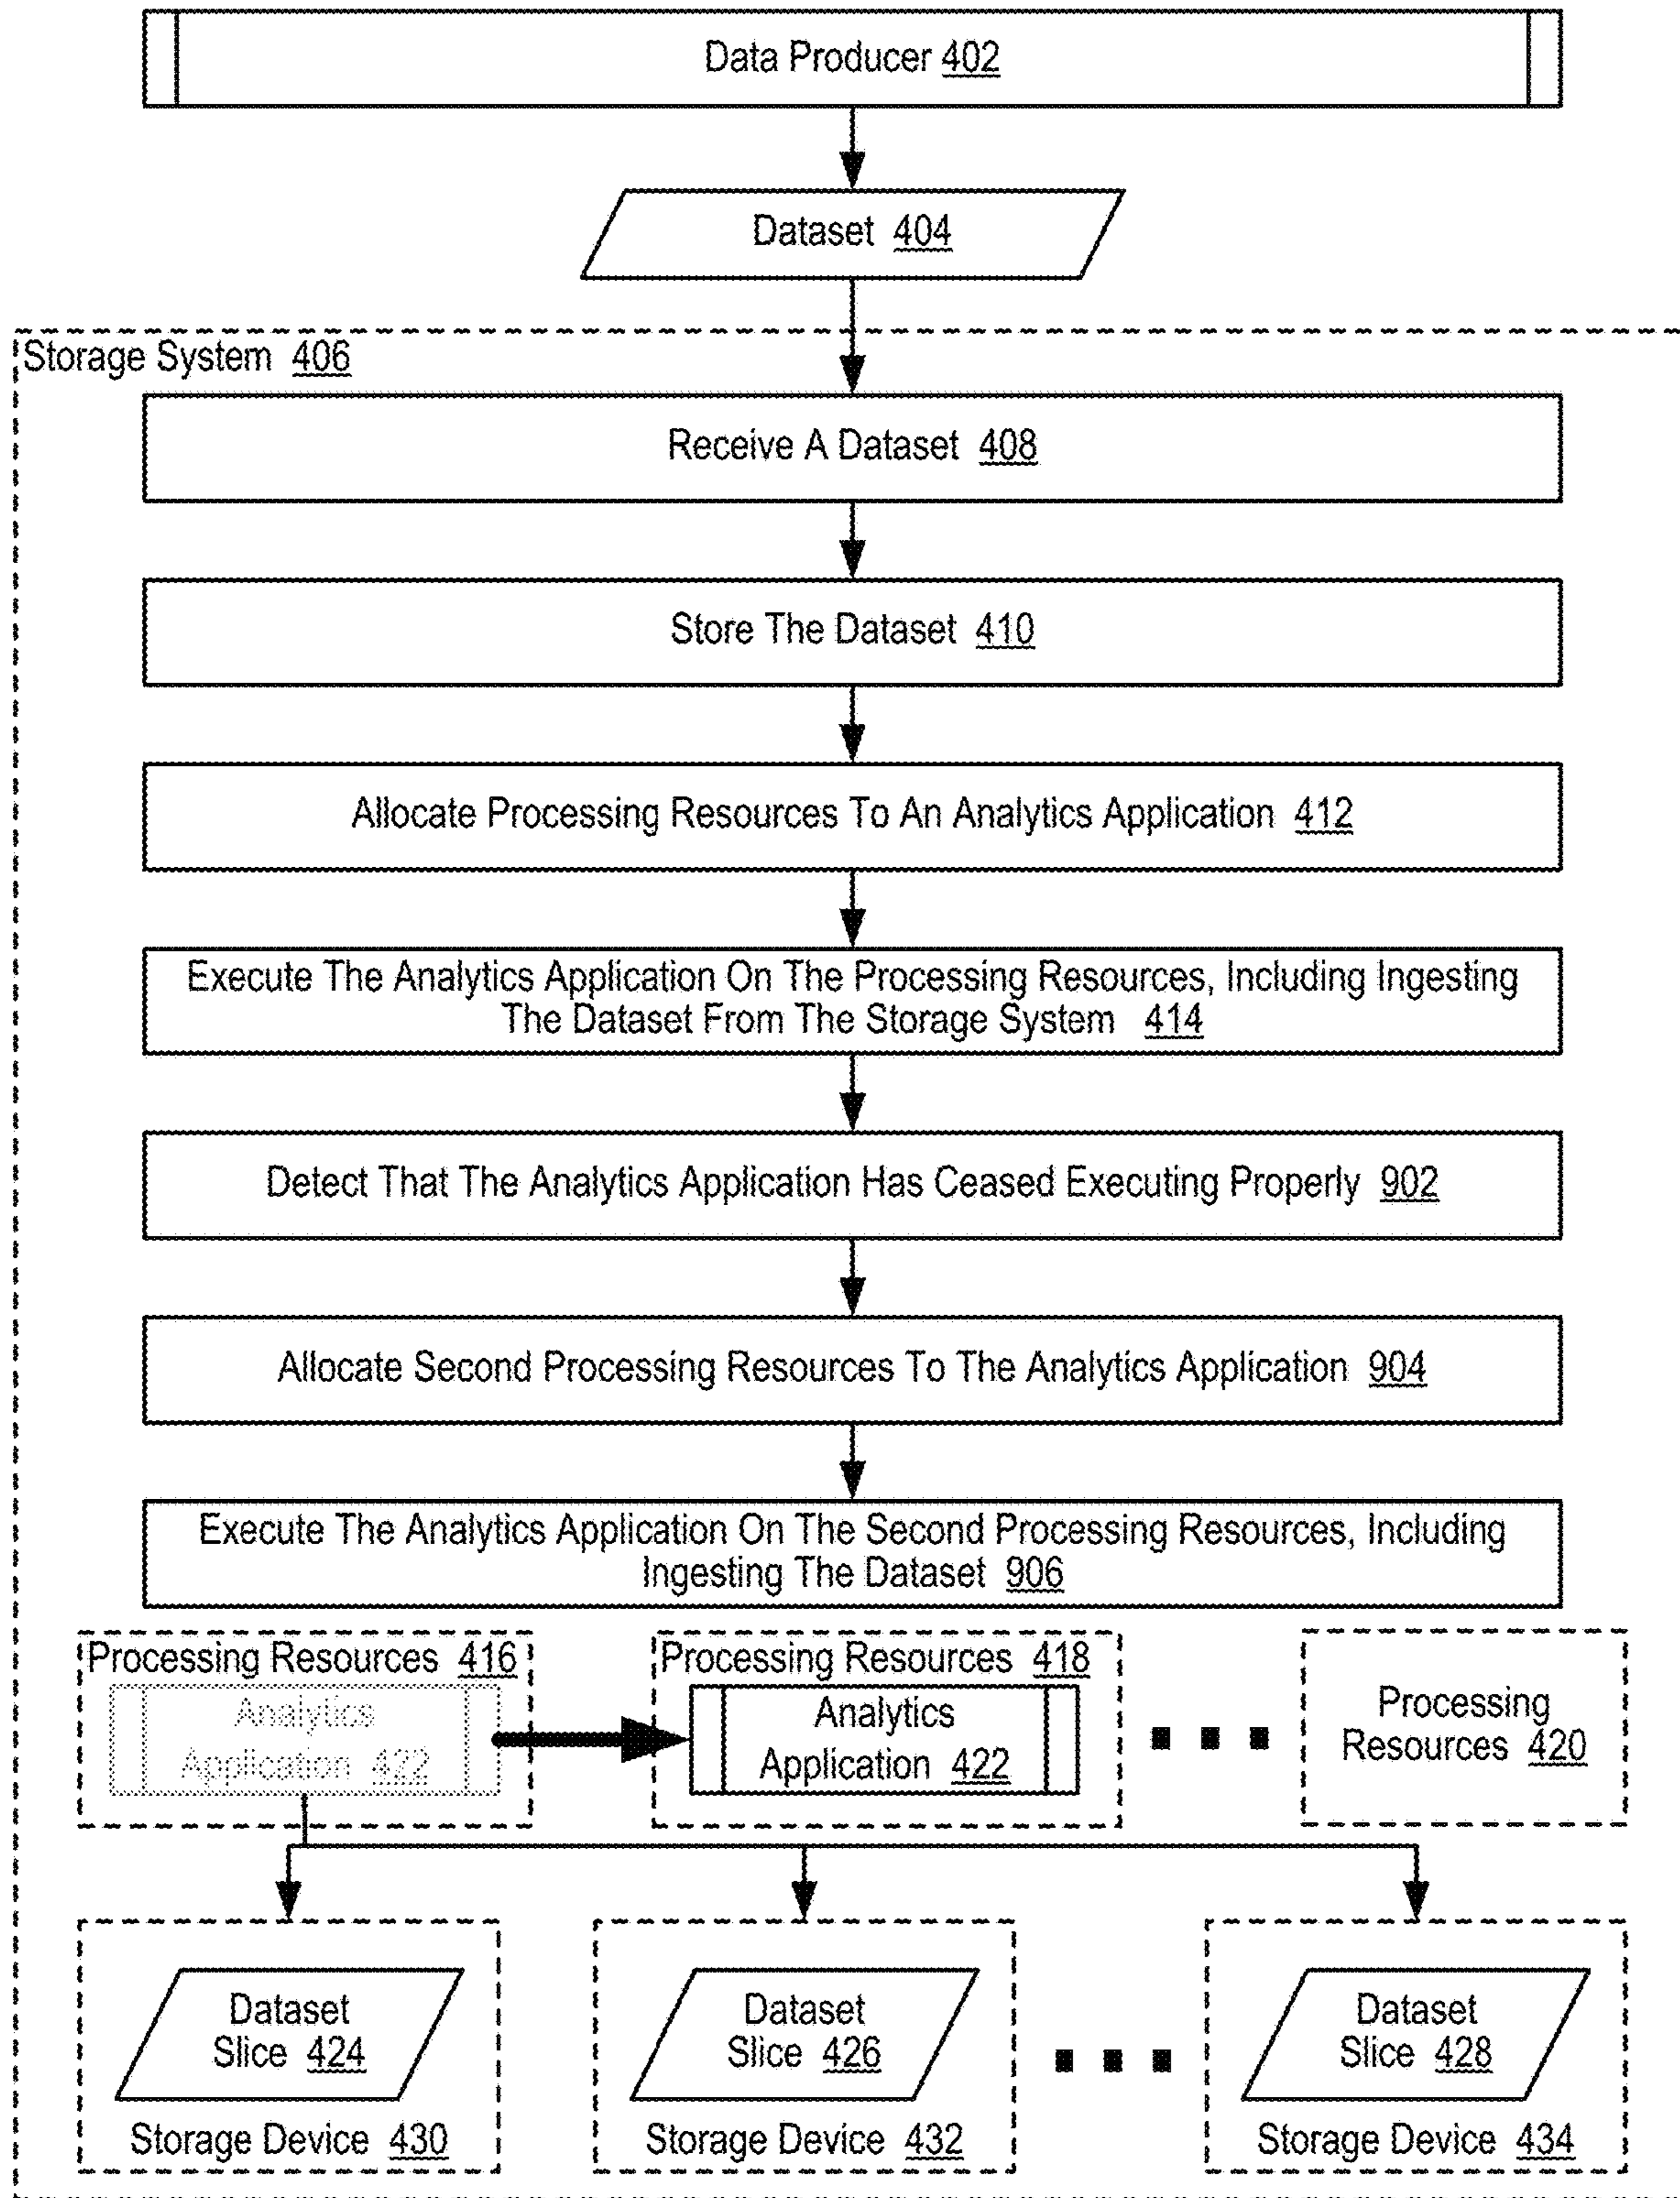 Data Producer 402
Dataset 404
Storage System 406
Receive A Dataset 408
Store The Dataset 410
Allocate Processing Resources To An Analytics Application 412
Execute The Analytics Application On The Processing Resources, Including Ingesting
The Dataset From The Storage System 414
Detect That The Analytics Application Has Ceased Executing Properly 902
Allocate Second Processing Resources To The Analytics Application 904
Execute The Analytics Application On The Second Processing Resources, Including
Ingesting The Dataset 906
Processing Resources 416
Analytics
Application 422
Processing Resources 418
Analytics
Application 422
Processing
Resources 420
Dataset
Slice 424
Storage Device 430
Dataset
Slice 426
Storage Device 432
Dataset
Slice 428
Storage Device 434